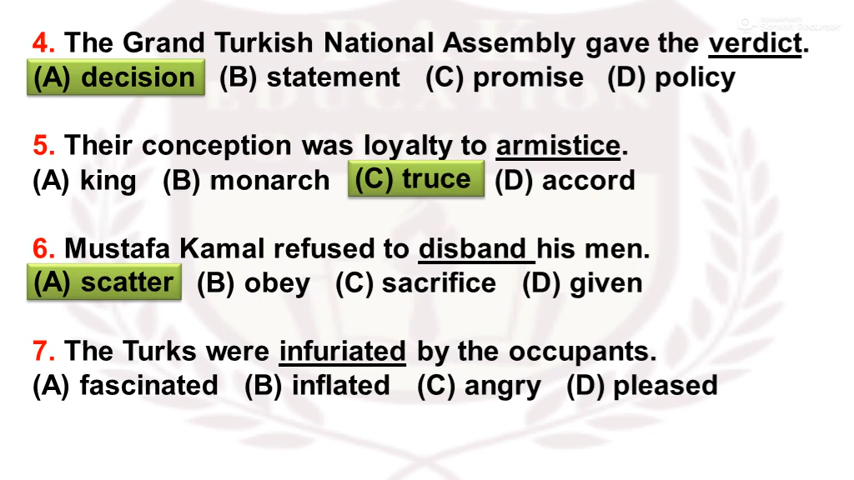 4. The Grand Turkish National Assembly gave the verdict.
(A) decision (B) statement (C) promise (D) policy
5. Their conception was loyalty to armistice.
(A) king (B) monarch (C) truce (D) accord
6. Mustafa Kamal refused to disband his men.
(A) scatter (B) obey (C) sacrifice (D) given
7. The Turks were infuriated by the occupants.
(A) fascinated (B) inflated (C) angry (D) pleased